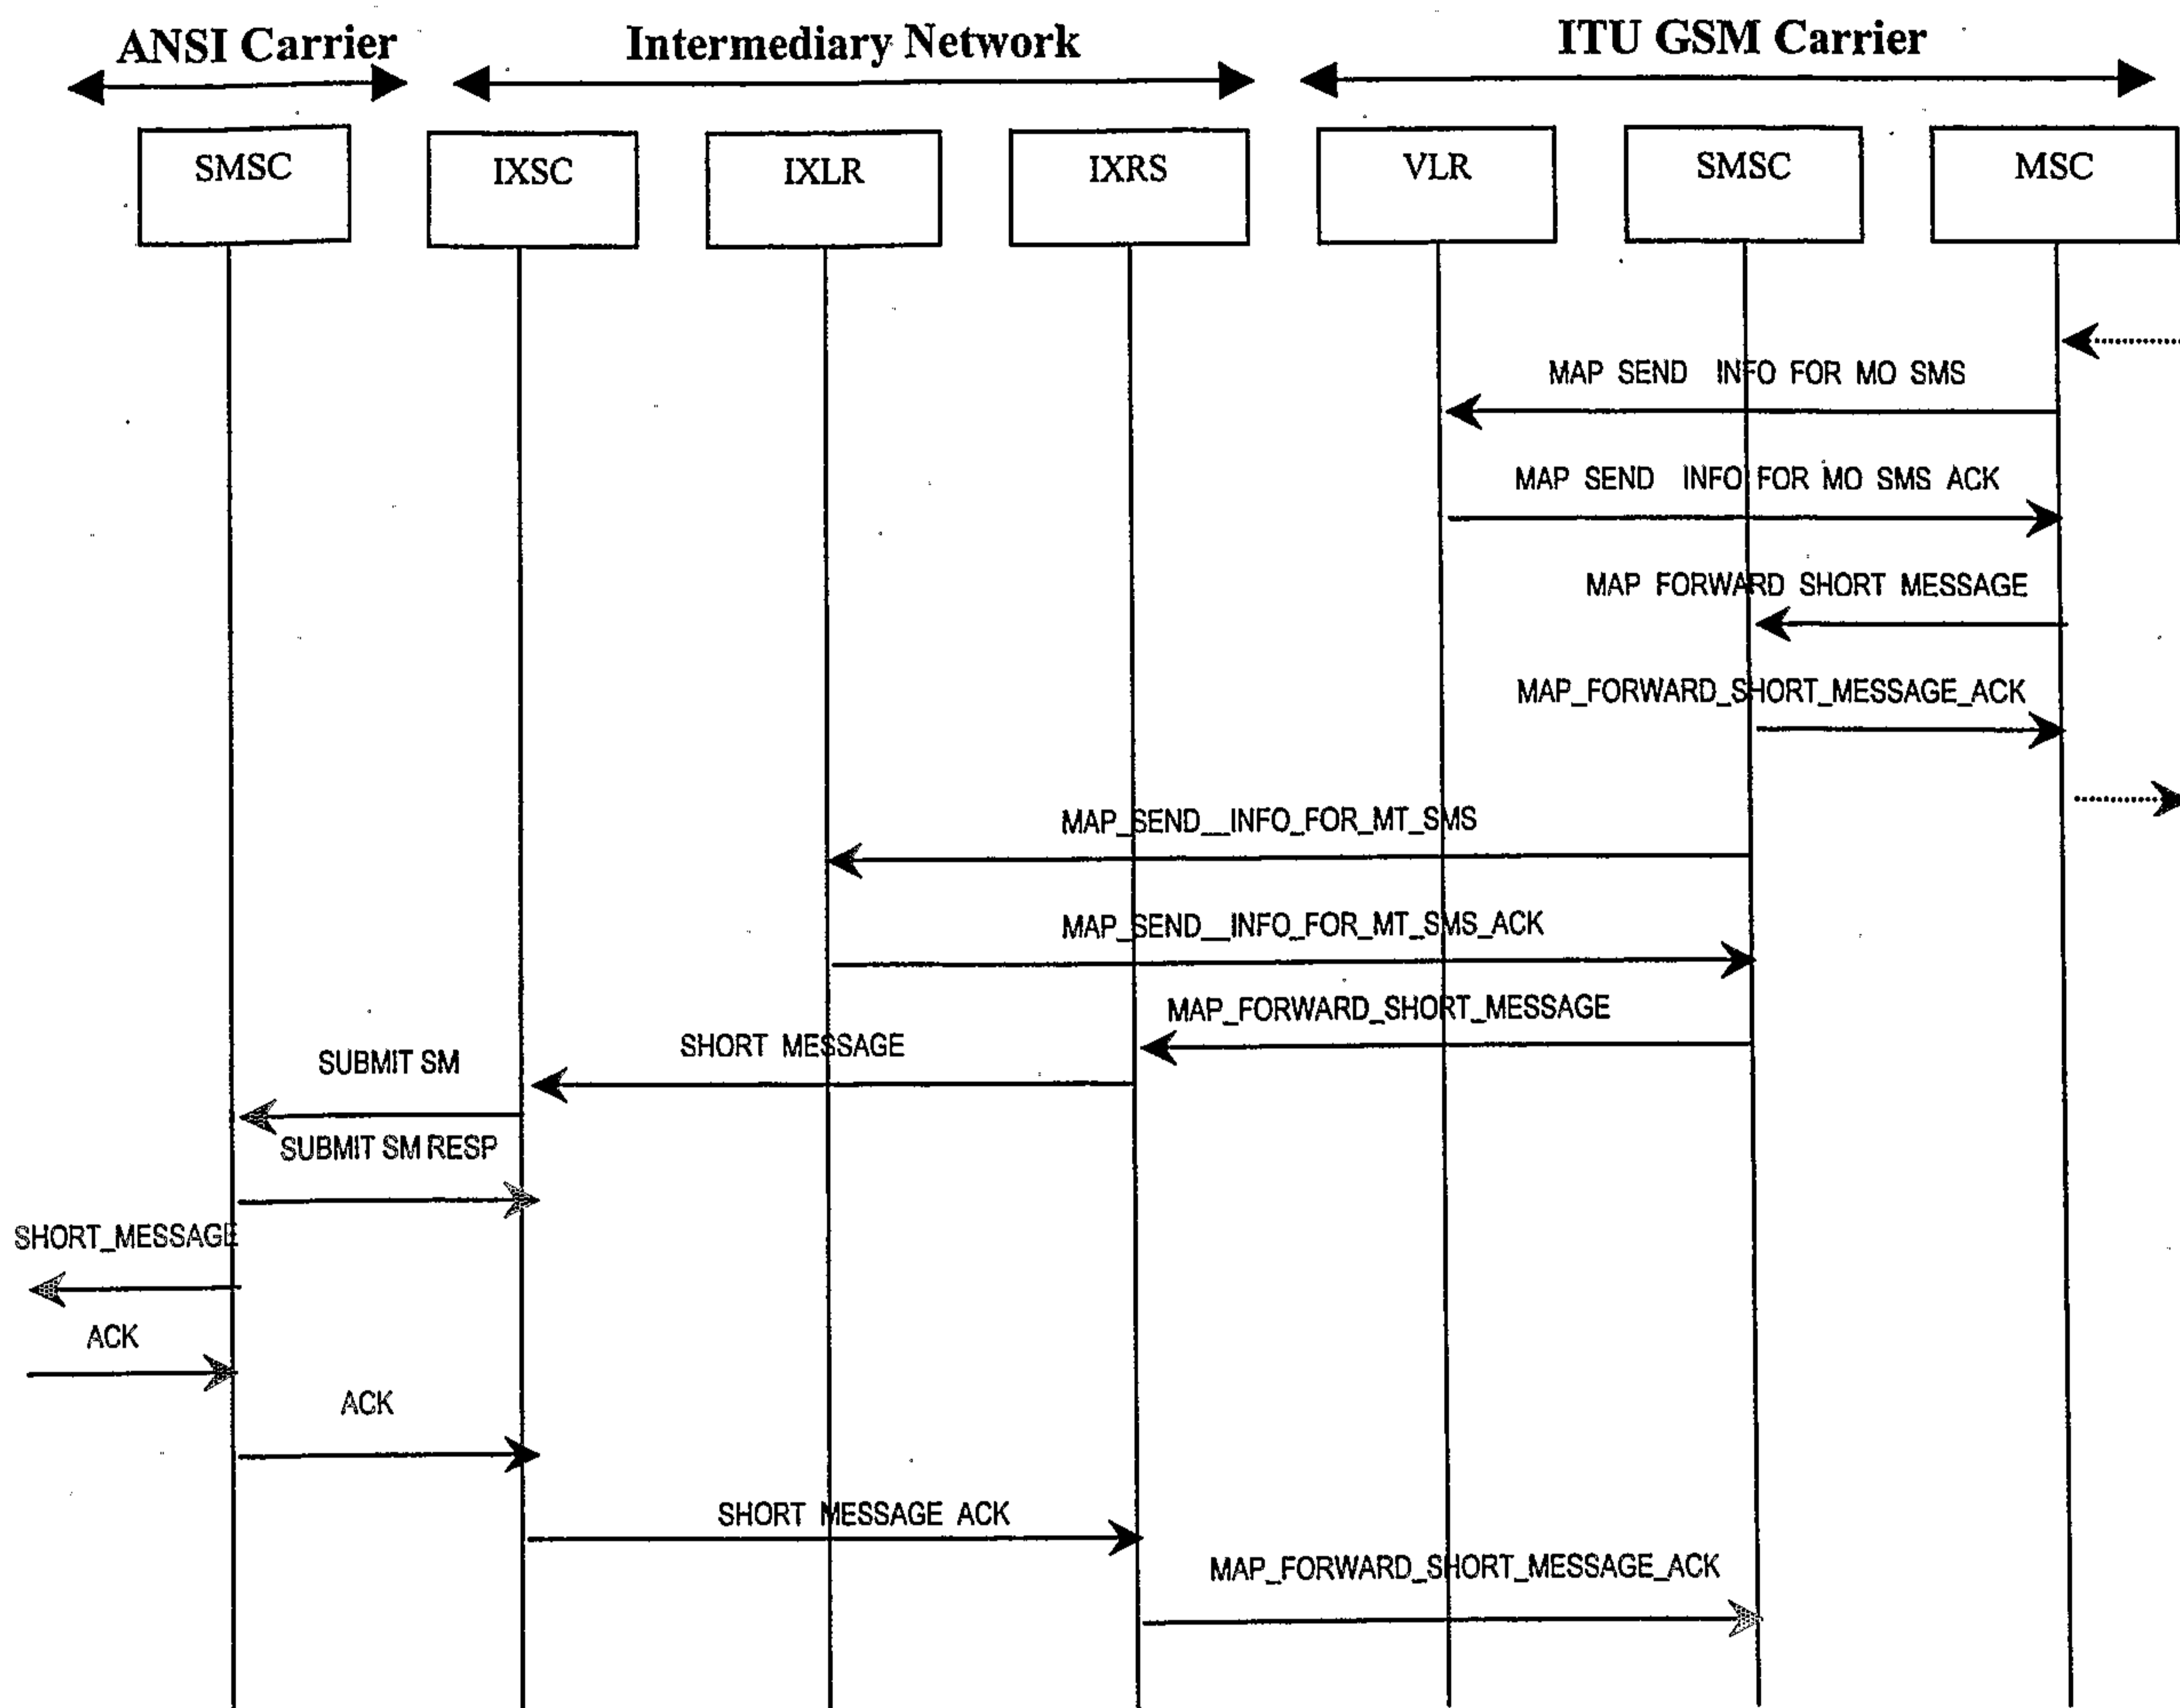 ANSI Carrier
Intermediary Network
ITU GSM Carrier
SMSC
IXSC
IXLR
IXRS
VLR
SMSC
MSC
MAP SEND INFO FOR MO SMS
MAP SEND INFO FOR MO SMS ACK
MAP FORWARD SHORT MESSAGE
MAP_FORWARD_SHORT_MESSAGE_ACK
MAP_SEND__INFO_FOR_MT_SMS
MAP_SEND__INFO_FOR_MT_SMS_ACK
MAP_FORWARD_SHORT_MESSAGE
SHORT MESSAGE
SUBMIT SM
SUBMIT SM RESP
SHORT_MESSAGE
ACK
ACK
SHORT MESSAGE ACK
MAP_FORWARD_SHORT_MESSAGE_ACK